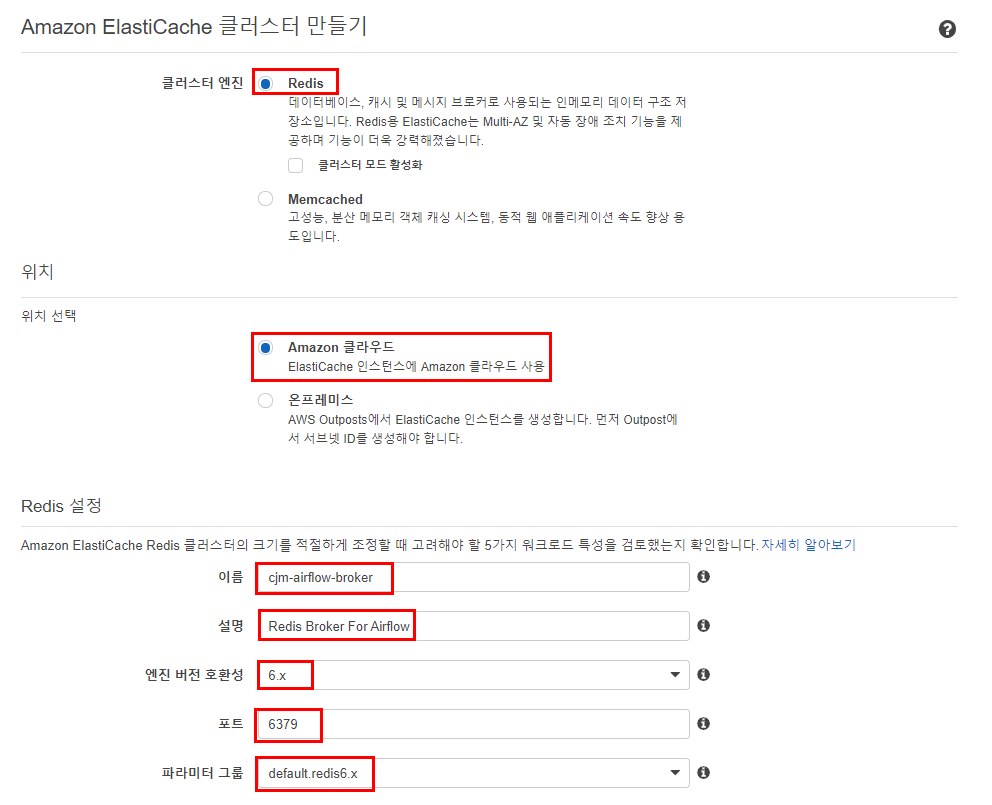 Amazon ElastiCache 클러스터 만들기
클러스터 엔진
Redis
데이터베이스, 캐시 및 메시지 브로커로 사용되는 인메모리 데이터 구조 저
장소입니다. Redis용 ElastiCache는 Multi-AZ 및 자동 장애 조치 기능을 제
공하며 기능이 더욱 강력해졌습니다.
클러스터 모드 활성화
Memcached
고성능, 분산 메모리 객체 캐싱 시스템, 동적 웹 애플리케이션 속도 향상 용
도입니다.
위치
위치 선택
Amazon 클라우드
ElastiCache 인스턴스에 Amazon 클라우드 사용
온프레미스
AWS Outposts에서 ElastiCache 인스턴스를 생성합니다. 먼저 Outpost에
서 서브넷 ID를 생성해야 합니다.
Redis 설정
Amazon ElastiCache Redis 클러스터의 크기를 적절하게 조정할 때 고려해야 할 5가지 워크로드 특성을 검토했는지 확인합니다. 자세히 알아보기
이름 cjm-airflow-broker
설명 Redis Broker For Airflow
엔진 버전 호환성 6.x
포트 6379
파라미터 그룹 default.redis6.x